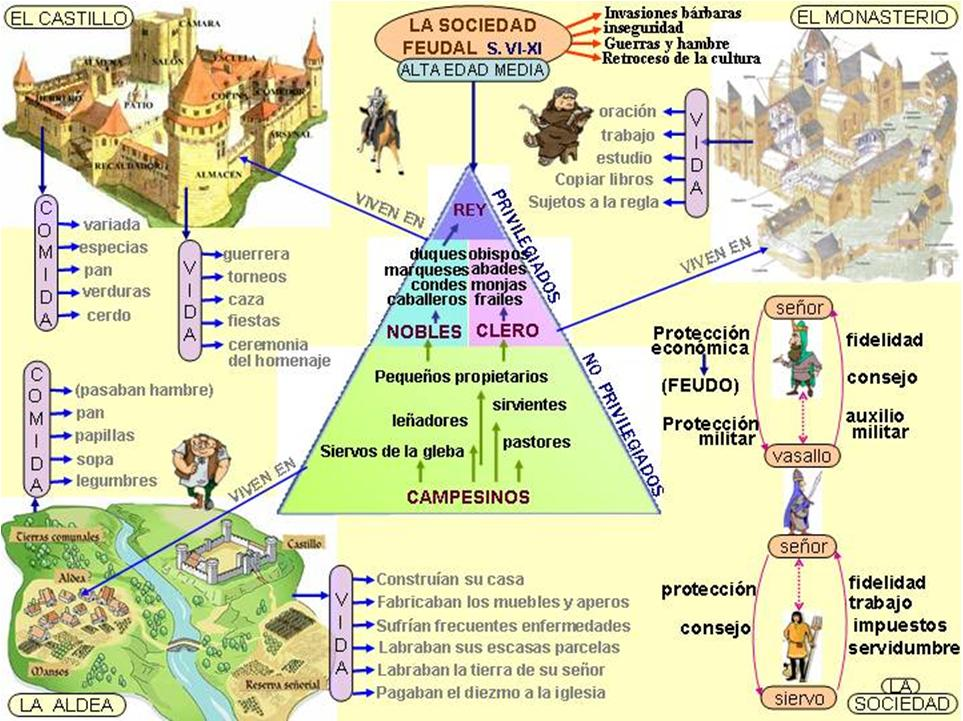 EL CASTILLO
CÁMARA
ALMENA
SALÓN
ESCUELA
HERRERO
PATIO
COCINA
COMEDOR
ARSENAL
RECAUDADOR
ALMACÉN
LA SOCIEDAD
FEUDAL S. VI-XI
ALTA EDAD MEDIA
Invasiones bárbaras
inseguridad
Guerras y hambre
Retroceso de la cultura
EL MONASTERIO
VIDA
oración
trabajo
estudio
Copiar libros
Sujetos a la regla
COMIDA
variada
especias
pan
verduras
cerdo
VIDA
guerrera
torneos
caza
fiestas
ceremonia
del homenaje
VIVEN EN
VIVEN EN
VIVEN EN
PRIVILEGIADOS
NO PRIVILEGIADOS
REY
duques
marqueses
condes
caballeros
NOBLES
obispos
abades
monjas
frailes
CLERO
Pequeños propietarios
leñadores
sirvientes
Siervos de la gleba
pastores
CAMPESINOS
COMIDA
(pasaban hambre)
pan
papillas
sopa
legumbres
Tierras comunales
Castillo
Aldea
Mansos
Reserva señorial
LA ALDEA
VIDA
Construían su casa
Fabricaban los muebles y aperos
Sufrían frecuentes enfermedades
Labraban sus escasas parcelas
Labraban la tierra de su señor
Pagaban el diezmo a la iglesia
señor
Protección
económica
(FEUDO)
Protección
militar
fidelidad
consejo
auxilio
militar
vasallo
señor
protección
consejo
fidelidad
trabajo
impuestos
servidumbre
siervo
LA
SOCIEDAD